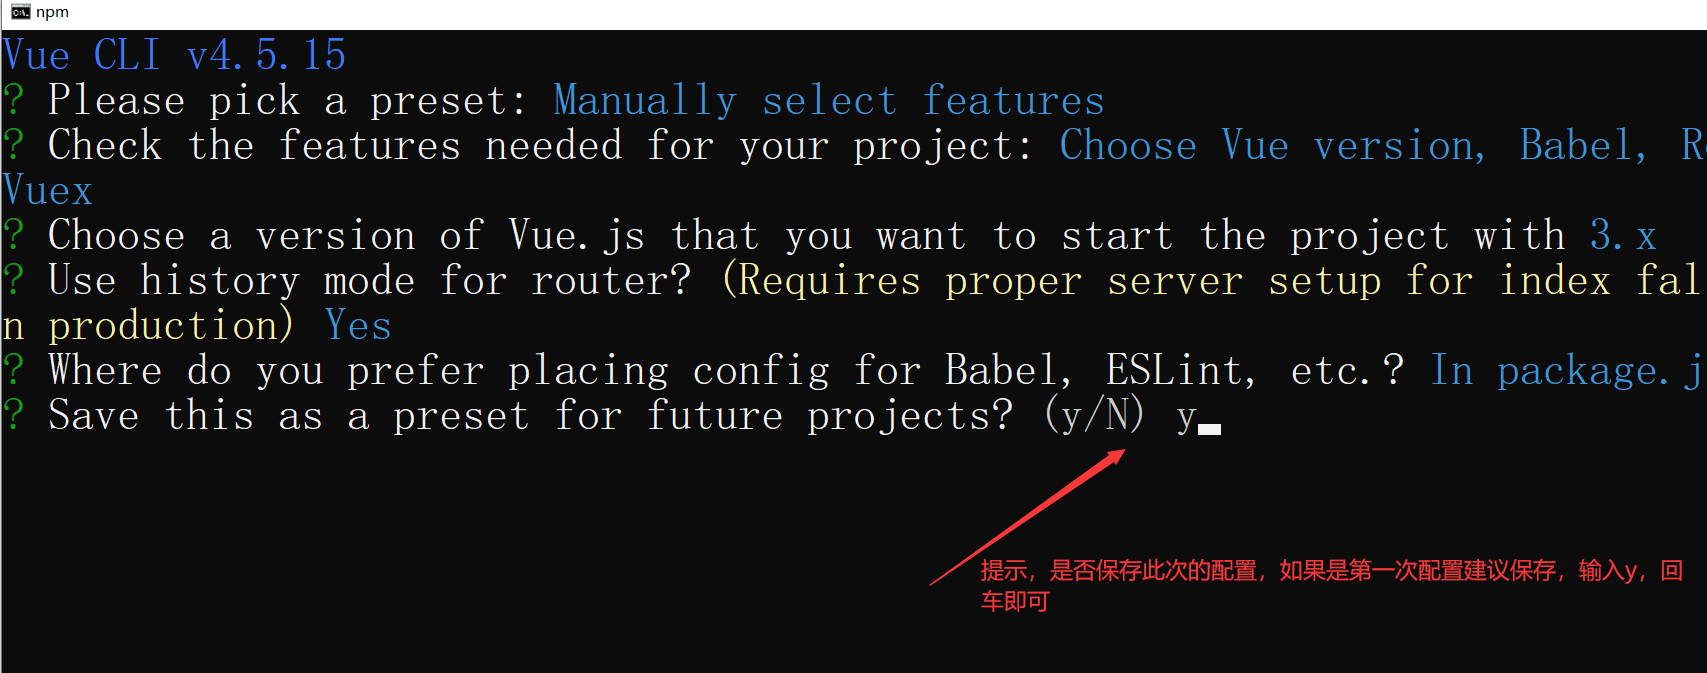 npm
Vue CLI v4.5.15
? Please pick a preset: Manually select features
? Check the features needed for your project: Choose Vue version, Babel,
Vuex
? Choose a version of Vue.js that you want to start the project with 3.x
? Use history mode for router? (Requires proper server setup for index fal
n production) Yes
? Where do you prefer placing config for Babel, ESLint, etc.? In package.j
? Save this as a preset for future projects? (y/N) y
提示，是否保存此次的配置，如果是第一次配置建议保存，输入y，回
车即可